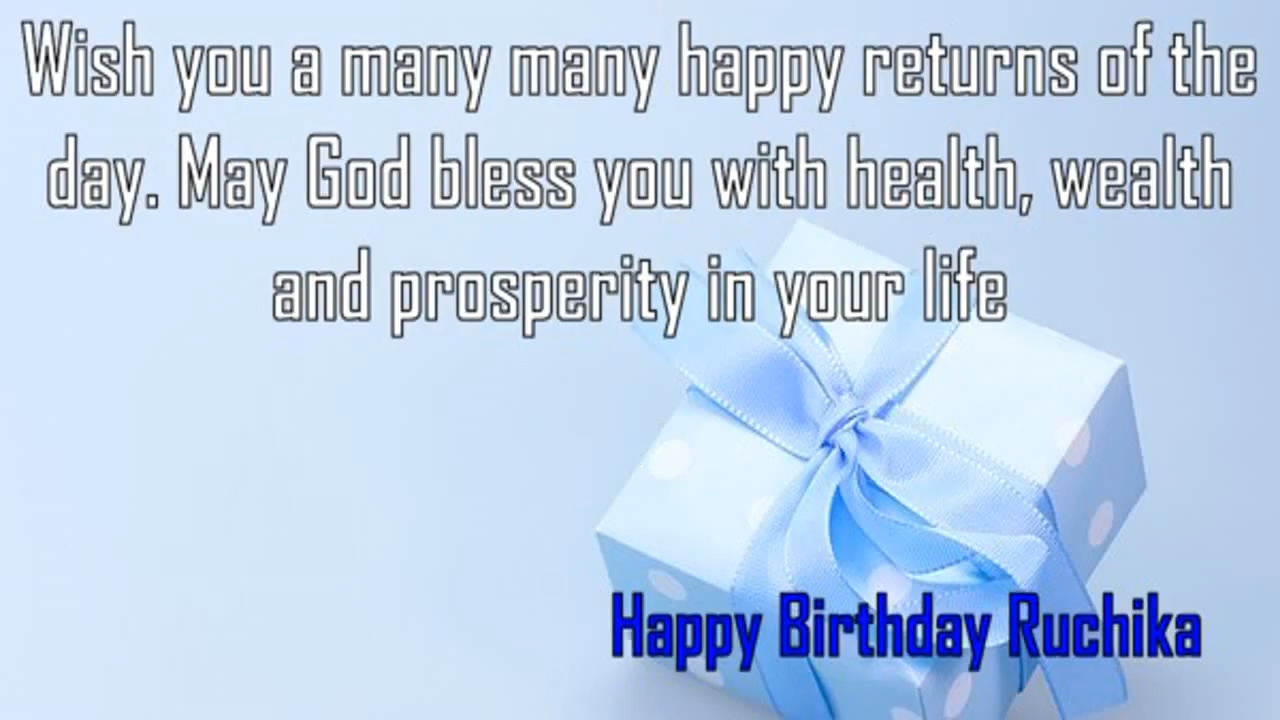 Wish you a many many happy returns of the
day. May God bless you with health, wealth
and prosperity in your life
Happy Birthday Ruchika